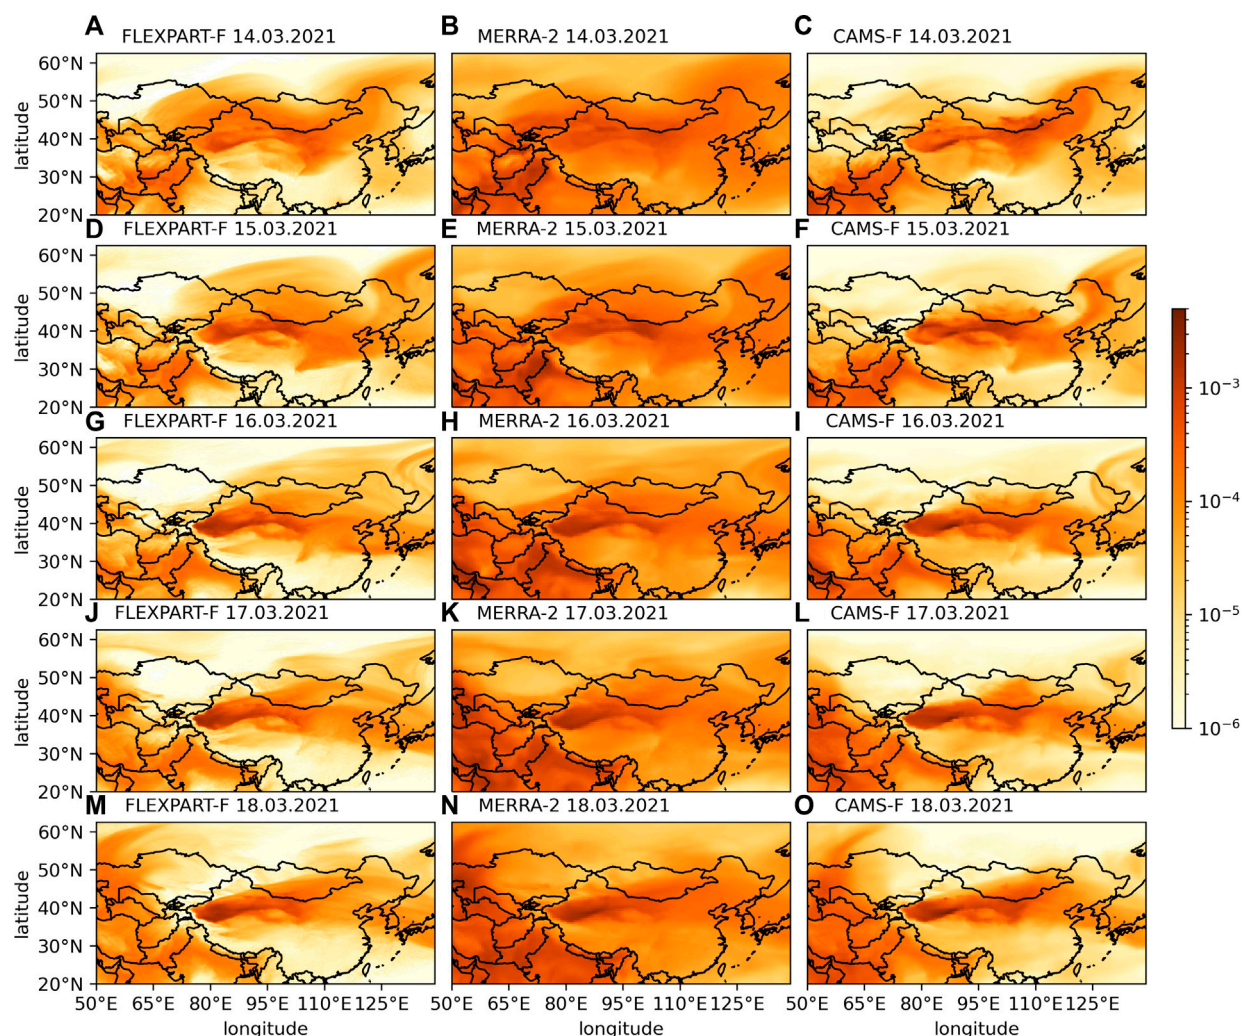 A FLEXPART-F 14.03.2021 B MERRA-2 14.03.2021 C CAMS-F 14.03.2021
60°N
50°N
40°N
30°N
20°N
latitude
D FLEXPART-F 15.03.2021 E MERRA-2 15.03.2021 F CAMS-F 15.03.2021
60°N
50°N
40°N
30°N
20°N
latitude
G FLEXPART-F 16.03.2021 H MERRA-2 16.03.2021 I CAMS-F 16.03.2021
60°N
50°N
40°N
30°N
20°N
latitude
J FLEXPART-F 17.03.2021 K MERRA-2 17.03.2021 L CAMS-F 17.03.2021
60°N
50°N
40°N
30°N
20°N
latitude
M FLEXPART-F 18.03.2021 N MERRA-2 18.03.2021 O CAMS-F 18.03.2021
60°N
50°N
40°N
30°N
20°N
latitude
50°E 65°E 80°E 95°E 110°E 125°E 50°E 65°E 80°E 95°E 110°E 125°E 50°E 65°E 80°E 95°E 110°E 125°E
longitude longitude longitude
10⁻³
10⁻⁴
10⁻⁵
10⁻⁶